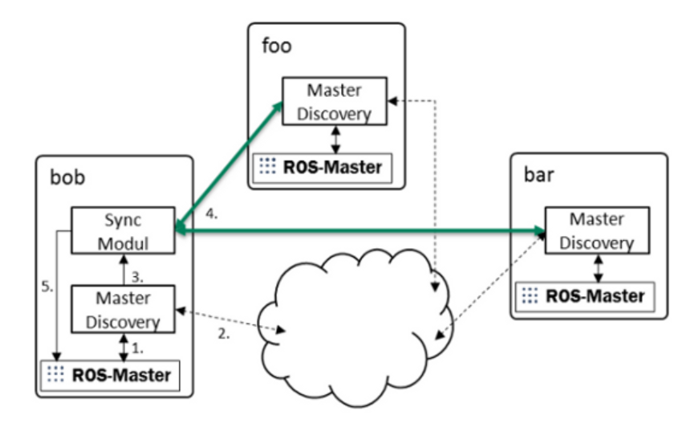 foo
Master
Discovery
ROS-Master
bob
Sync
Modul
4.
5.
3.
Master
Discovery
2.
1.
ROS-Master
bar
Master
Discovery
ROS-Master